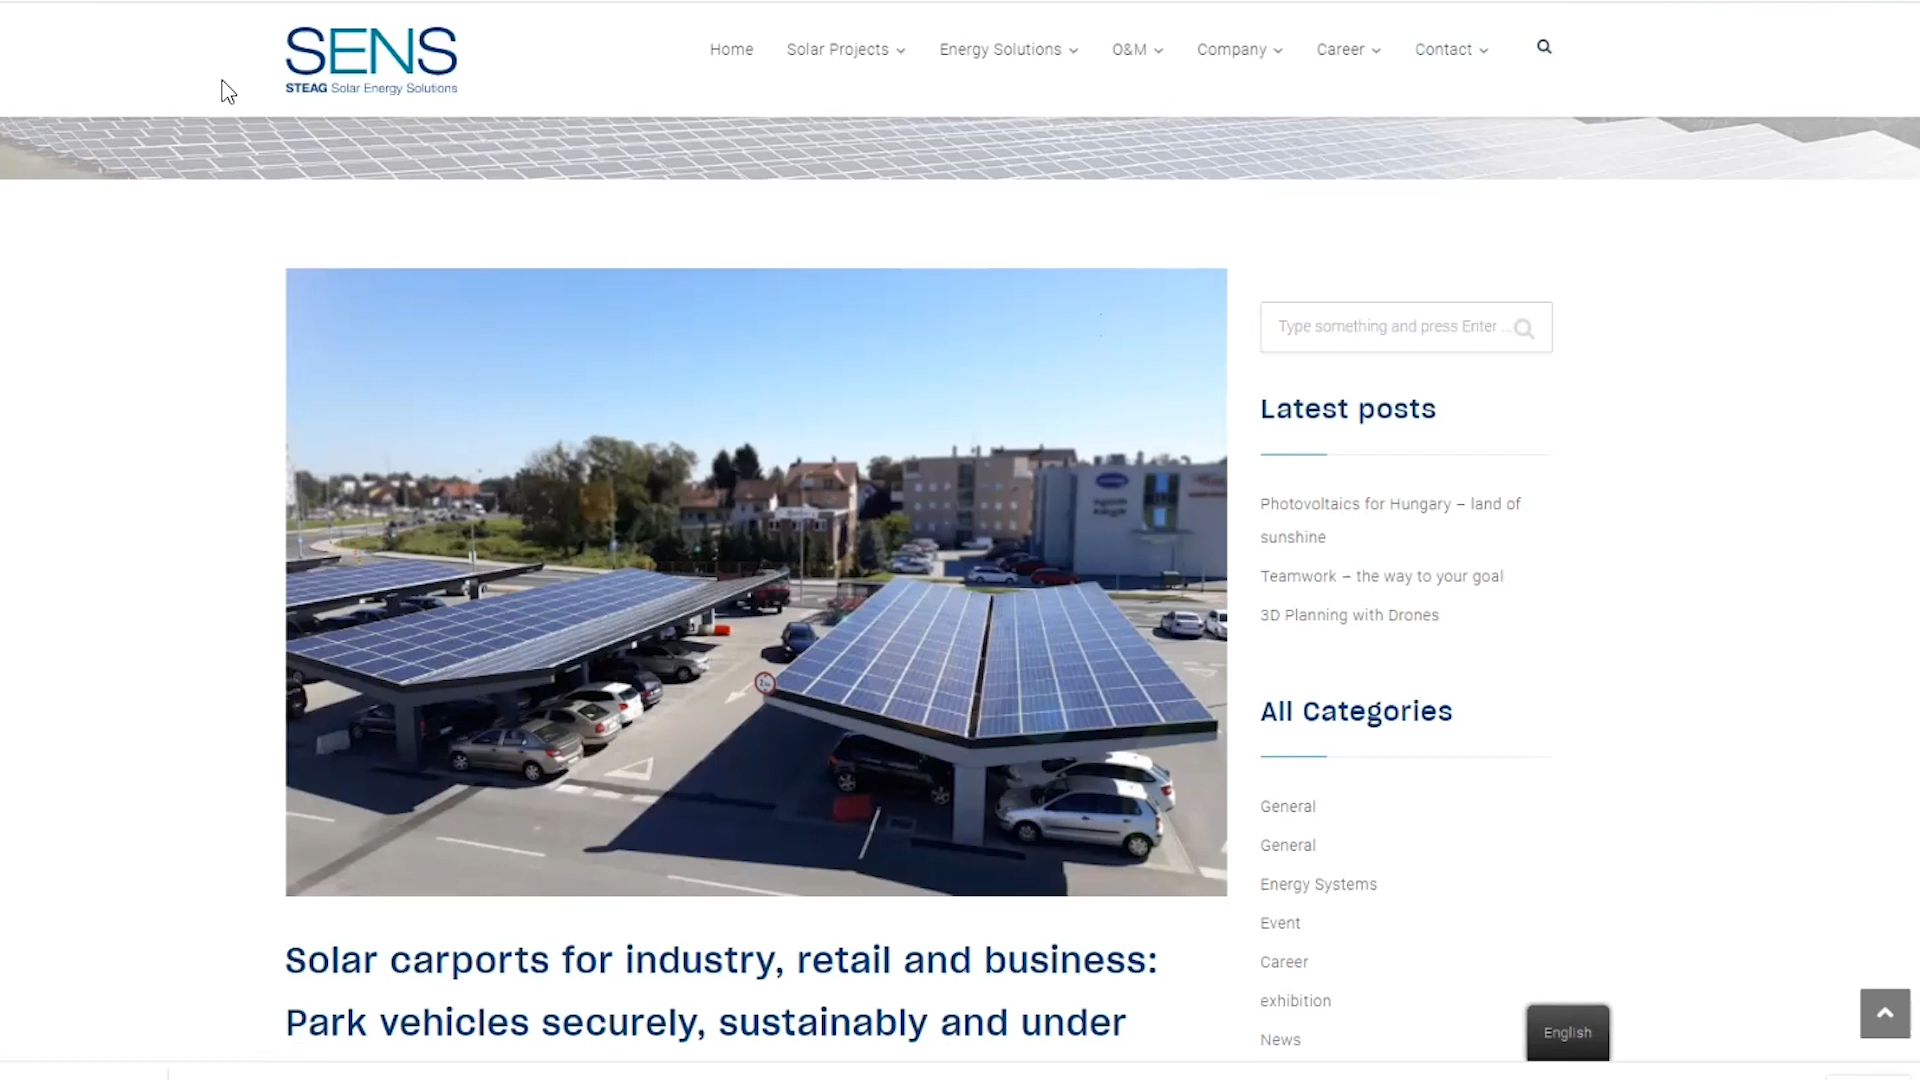 SENS
STEAG Solar Energy Solutions
Home
Solar Projects
Energy Solutions
O&M
Company
Career
Contact
Type something and press Enter ...
Latest posts
Photovoltaics for Hungary – land of
sunshine
Teamwork – the way to your goal
3D Planning with Drones
All Categories
General
General
Energy Systems
Event
Career
exhibition
News
Solar carports for industry, retail and business:
Park vehicles securely, sustainably and under
English